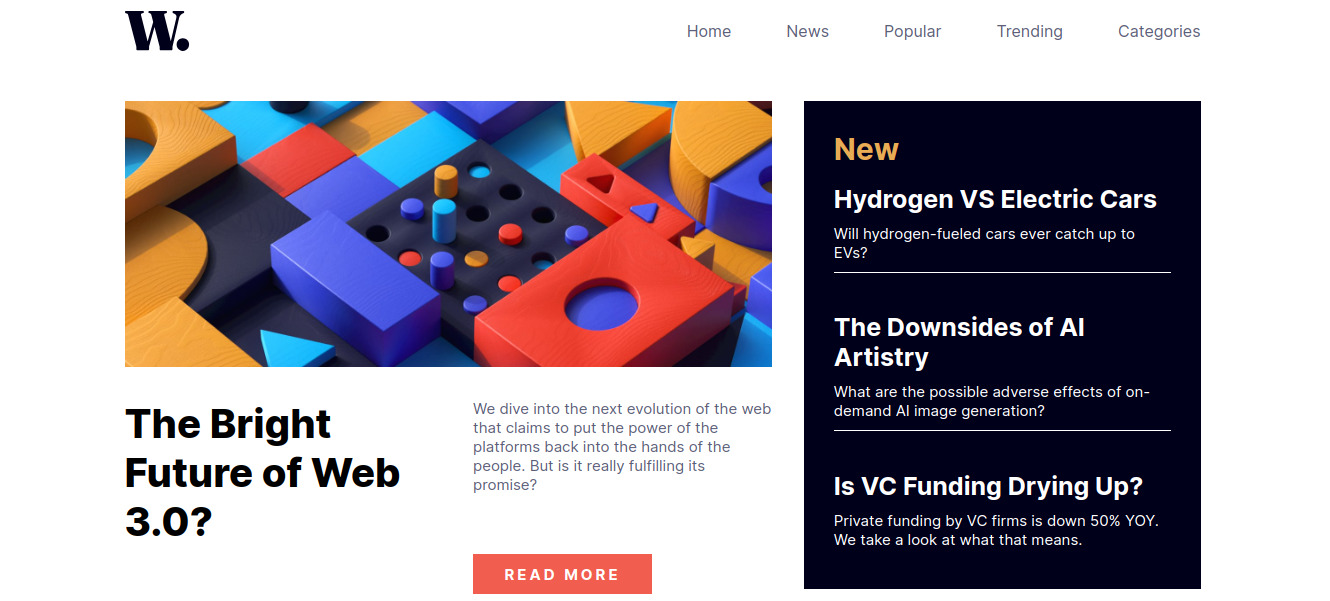 W.
Home
News
Popular
Trending
Categories
The Bright
Future of Web
3.0?
We dive into the next evolution of the web
that claims to put the power of the
platforms back into the hands of the
people. But is it really fulfilling its
promise?
READ MORE
New
Hydrogen VS Electric Cars
Will hydrogen-fueled cars ever catch up to
EVs?
The Downsides of AI
Artistry
What are the possible adverse effects of on-
demand AI image generation?
Is VC Funding Drying Up?
Private funding by VC firms is down 50% YOY.
We take a look at what that means.